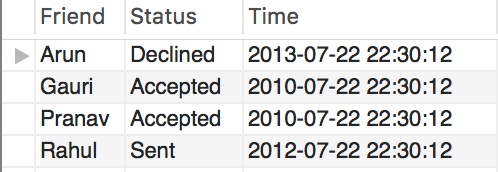 Friend Status Time
Arun Declined 2013-07-22 22:30:12
Gauri Accepted 2010-07-22 22:30:12
Pranav Accepted 2010-07-22 22:30:12
Rahul Sent 2012-07-22 22:30:12